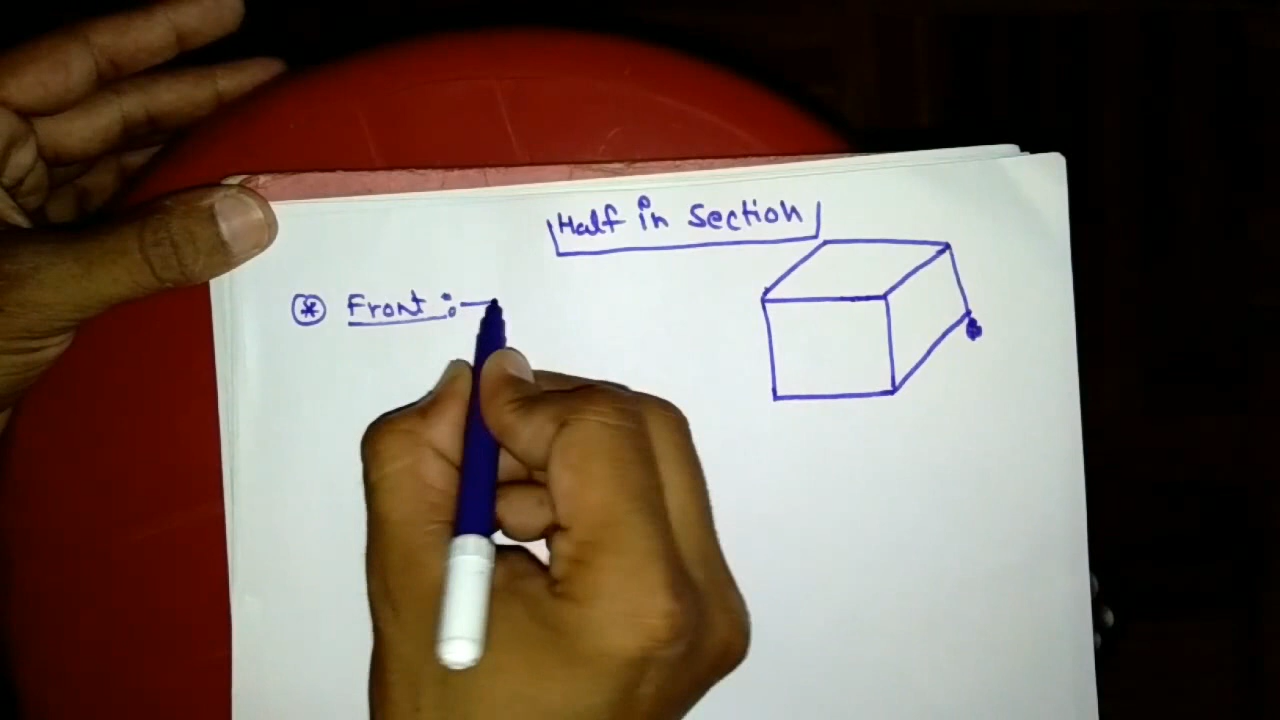 Half in section
* Front :-